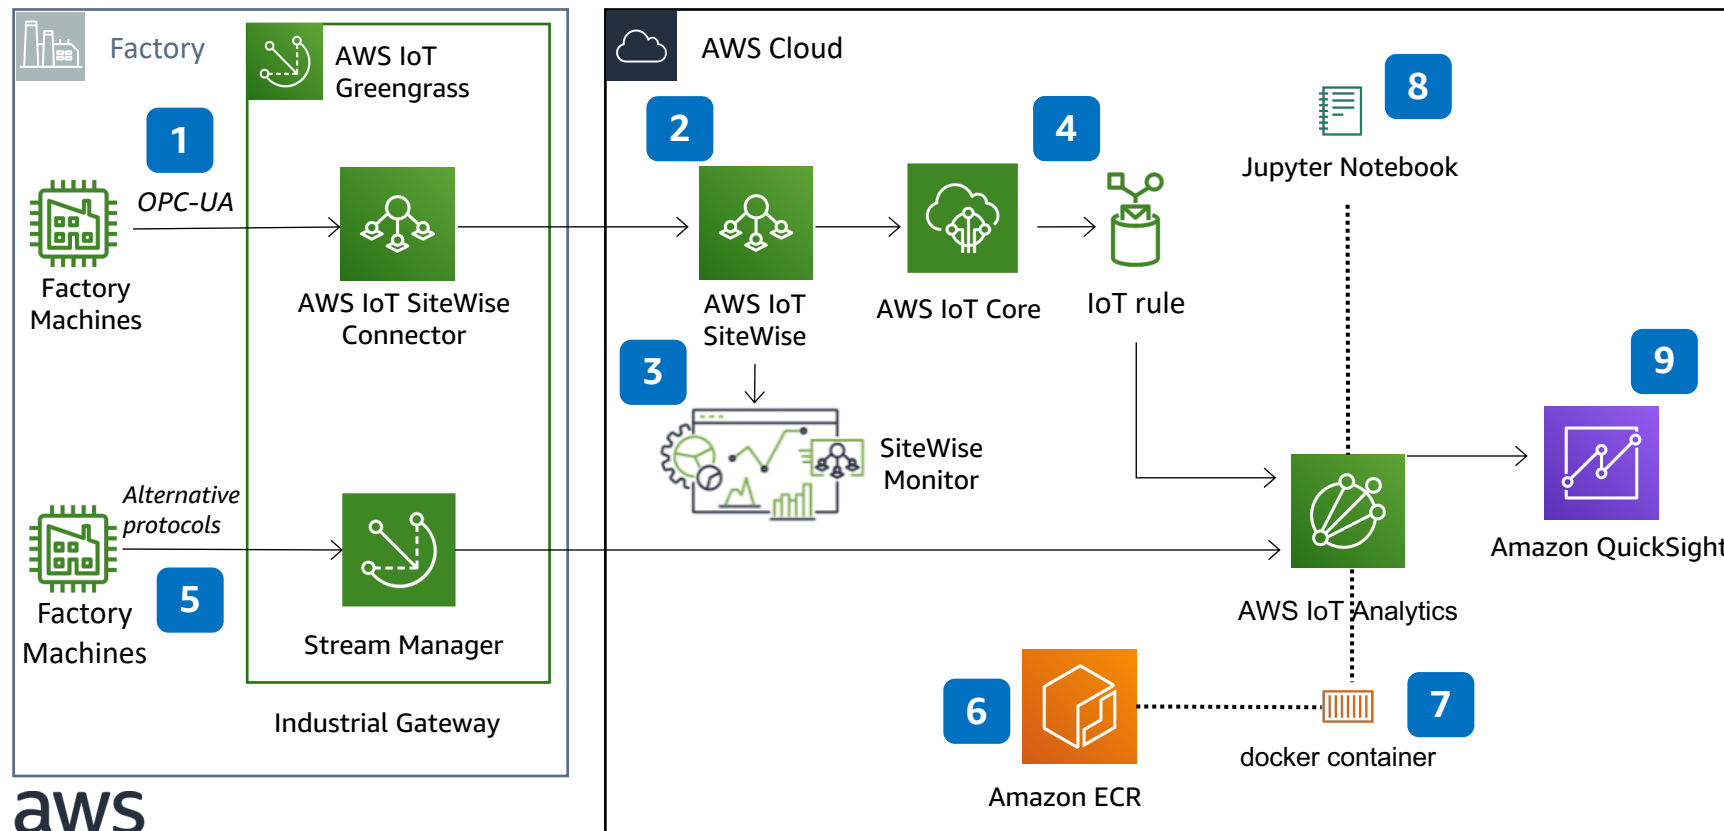 Factory
AWS IoT
Greengrass
AWS Cloud
1
2
4
8
OPC-UA
Jupyter Notebook
Factory
Machines
AWS IoT SiteWise
Connector
AWS IoT
SiteWise
AWS IoT Core
IoT rule
3
9
SiteWise
Monitor
Alternative
protocols
5
Factory
Machines
Stream Manager
Amazon QuickSight
AWS IoT Analytics
Industrial Gateway
6
7
docker container
Amazon ECR
aws